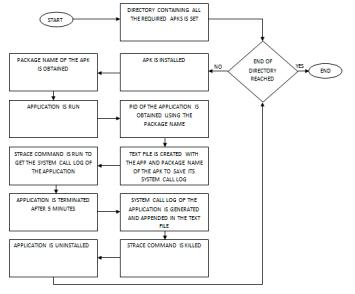 START
DIRECTORY CONTAINING ALL
THE REQUIRED APKS IS SET
END OF
DIRECTORY
REACHED
YES
END
NO
APK IS INSTALLED
PACKAGE NAME OF THE APK
IS OBTAINED
APPLICATION IS RUN
PID OF THE APPLICATION IS
OBTAINED USING THE
PACKAGE NAME
TEXT FILE IS CREATED WITH
THE APP AND PACKAGE NAME
OF THE APK TO SAVE ITS
SYSTEM CALL LOG
STRACE COMMAND IS RUN TO
GET THE SYSTEM CALL LOG OF
THE APPLICATION
APPLICATION IS TERMINATED
AFTER 5 MINUTES
SYSTEM CALL LOG OF THE
APPLICATION IS GENERATED
AND APPENDED IN THE TEXT
FILE
STRACE COMMAND IS KILLED
APPLICATION IS UNINSTALLED